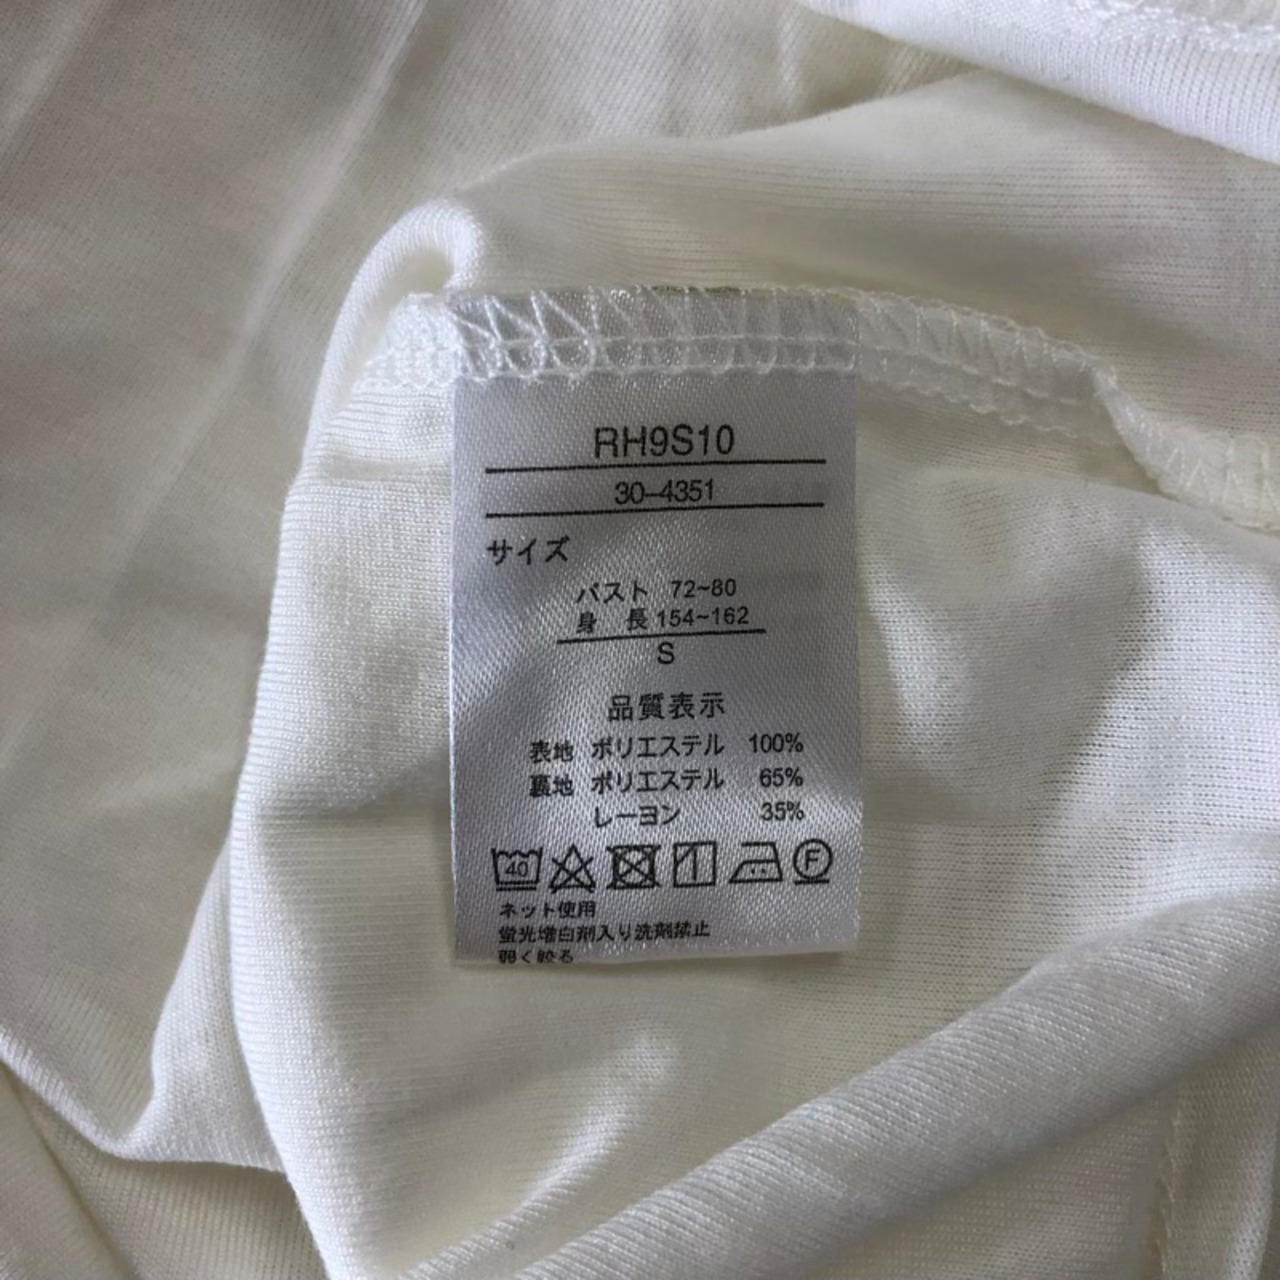 RH9S10
30-4351
サイズ
バスト 72~80
身 長 154~162
S
品質表示
表地 ポリエステル 100%
裏地 ポリエステル 65%
レーヨン 35%
40 F
ネット使用
蛍光増白剤入り洗剤禁止
弱く絞る